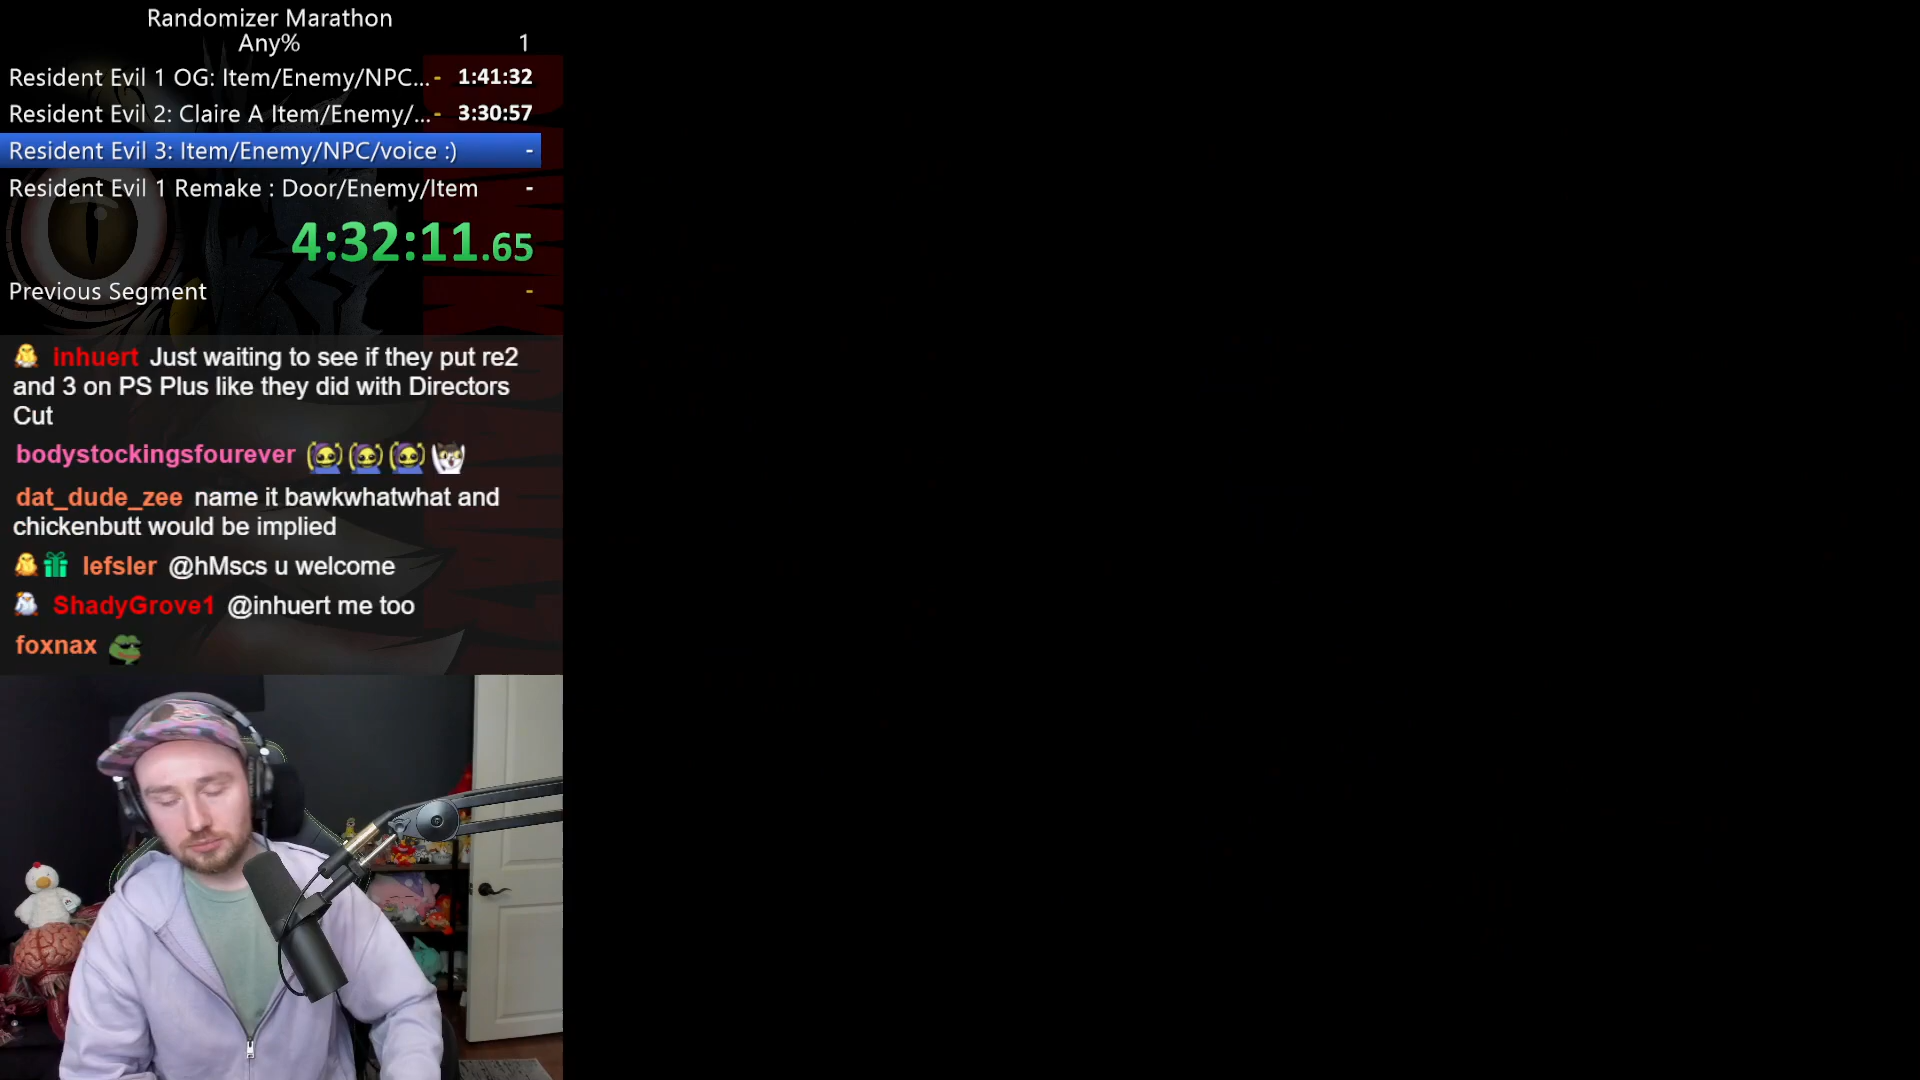 Randomizer Marathon
Any% 1
Resident Evil 1 OG: Item/Enemy/NPC... - 1:41:32
Resident Evil 2: Claire A Item/Enemy/... - 3:30:57
Resident Evil 3: Item/Enemy/NPC/voice :) -
Resident Evil 1 Remake : Door/Enemy/Item -
4:32:11.65
Previous Segment -
inhuert Just waiting to see if they put re2
and 3 on PS Plus like they did with Directors
Cut
bodystockingsfourever
dat_dude_zee name it bawkwhatwhat and
chickenbutt would be implied
lefsler @hMscs u welcome
ShadyGrove1 @inhuert me too
foxnax